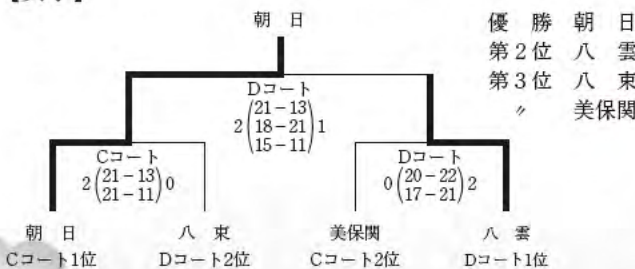 朝 日
優 勝 朝 日
第2位 八 雲
第3位 八 東
〃 美保関
Dコート
2(21−13 18−21 15−11)1
Cコート
2(21−13 21−11)0
Dコート
0(20−22 17−21)2
朝 日 八 東 美保関 八 雲
Cコート1位 Dコート2位 Cコート2位 Dコート1位